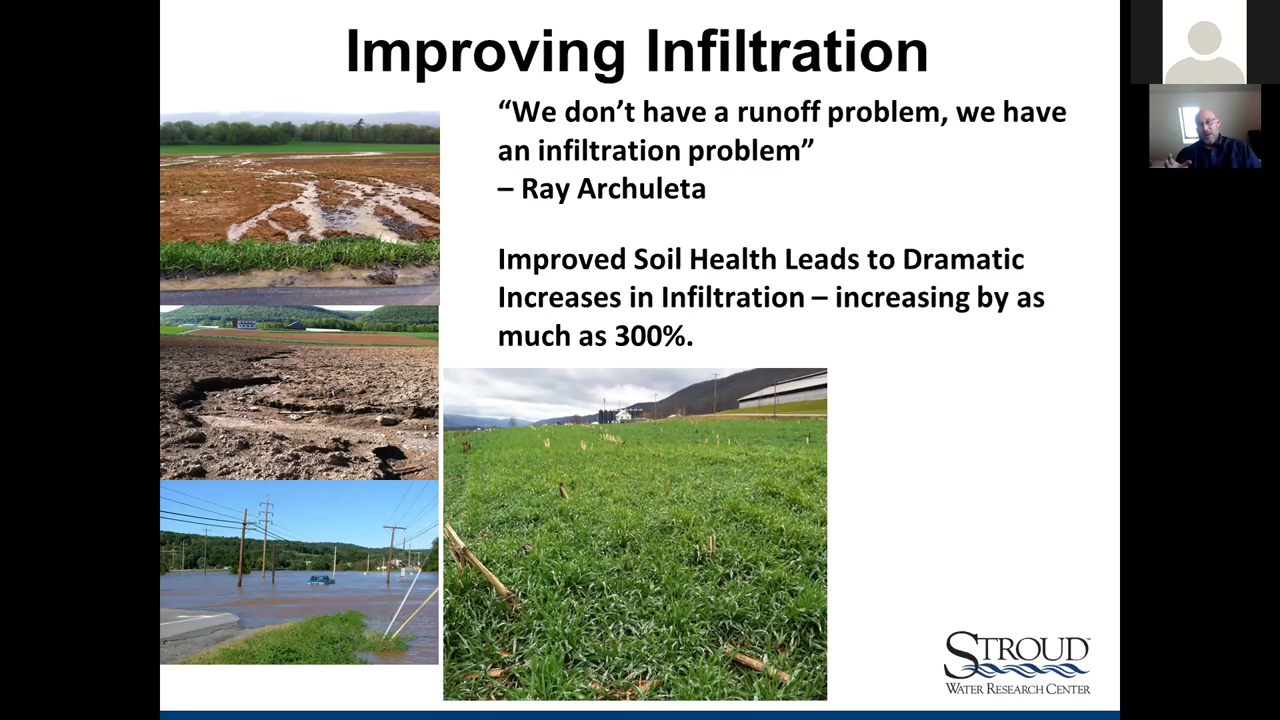 Improving Infiltration
“We don’t have a runoff problem, we have
an infiltration problem”
– Ray Archuleta
Improved Soil Health Leads to Dramatic
Increases in Infiltration – increasing by as
much as 300%.
STROUD™
WATER RESEARCH CENTER